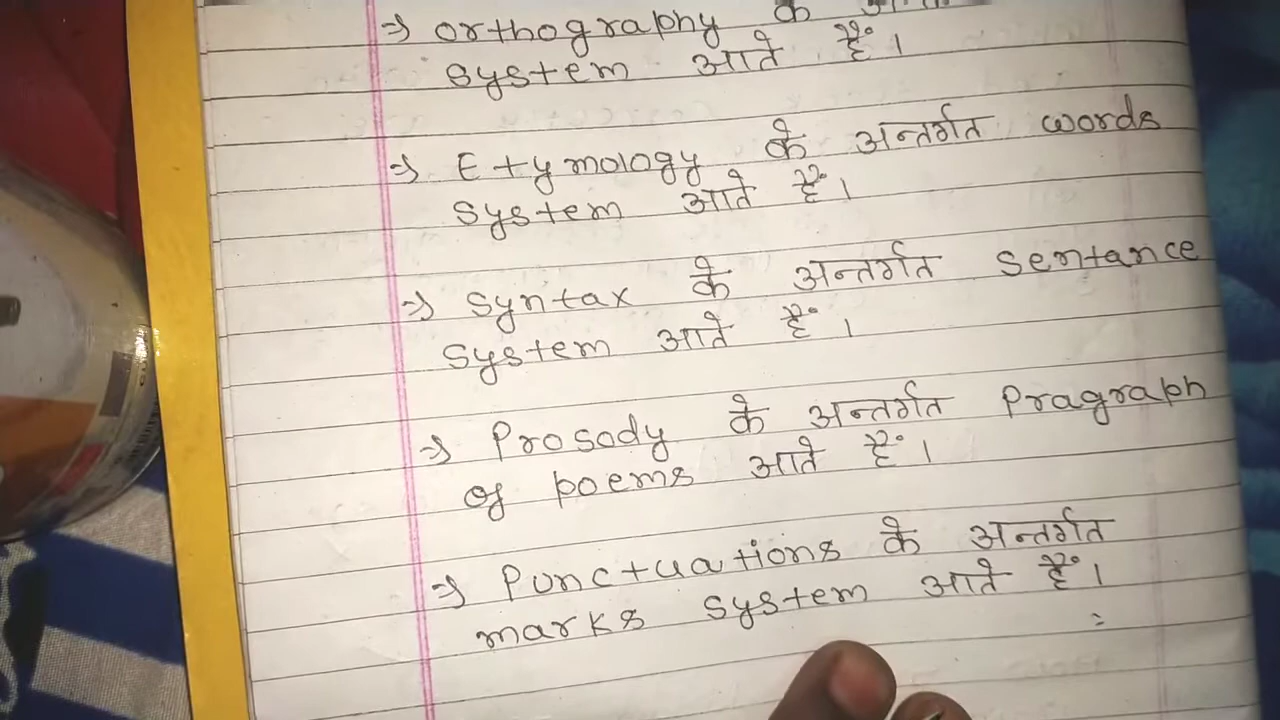 → orthography के
system आते हैं।
→ Etymology के अन्तर्गत words
system आते हैं।
→ Syntax के अन्तर्गत Sentance
System आते हैं।
→ Prosody के अन्तर्गत Pragraph
of poems आते हैं।
→ Punctuations के अन्तर्गत
marks system आते हैं।